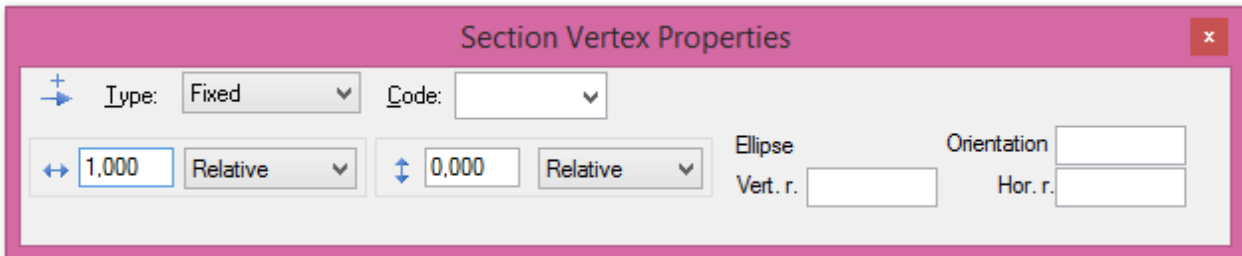 Section Vertex Properties
x
Type: Fixed Code:
1,000 Relative 0,000 Relative
Ellipse Orientation
Vert. r. Hor. r.